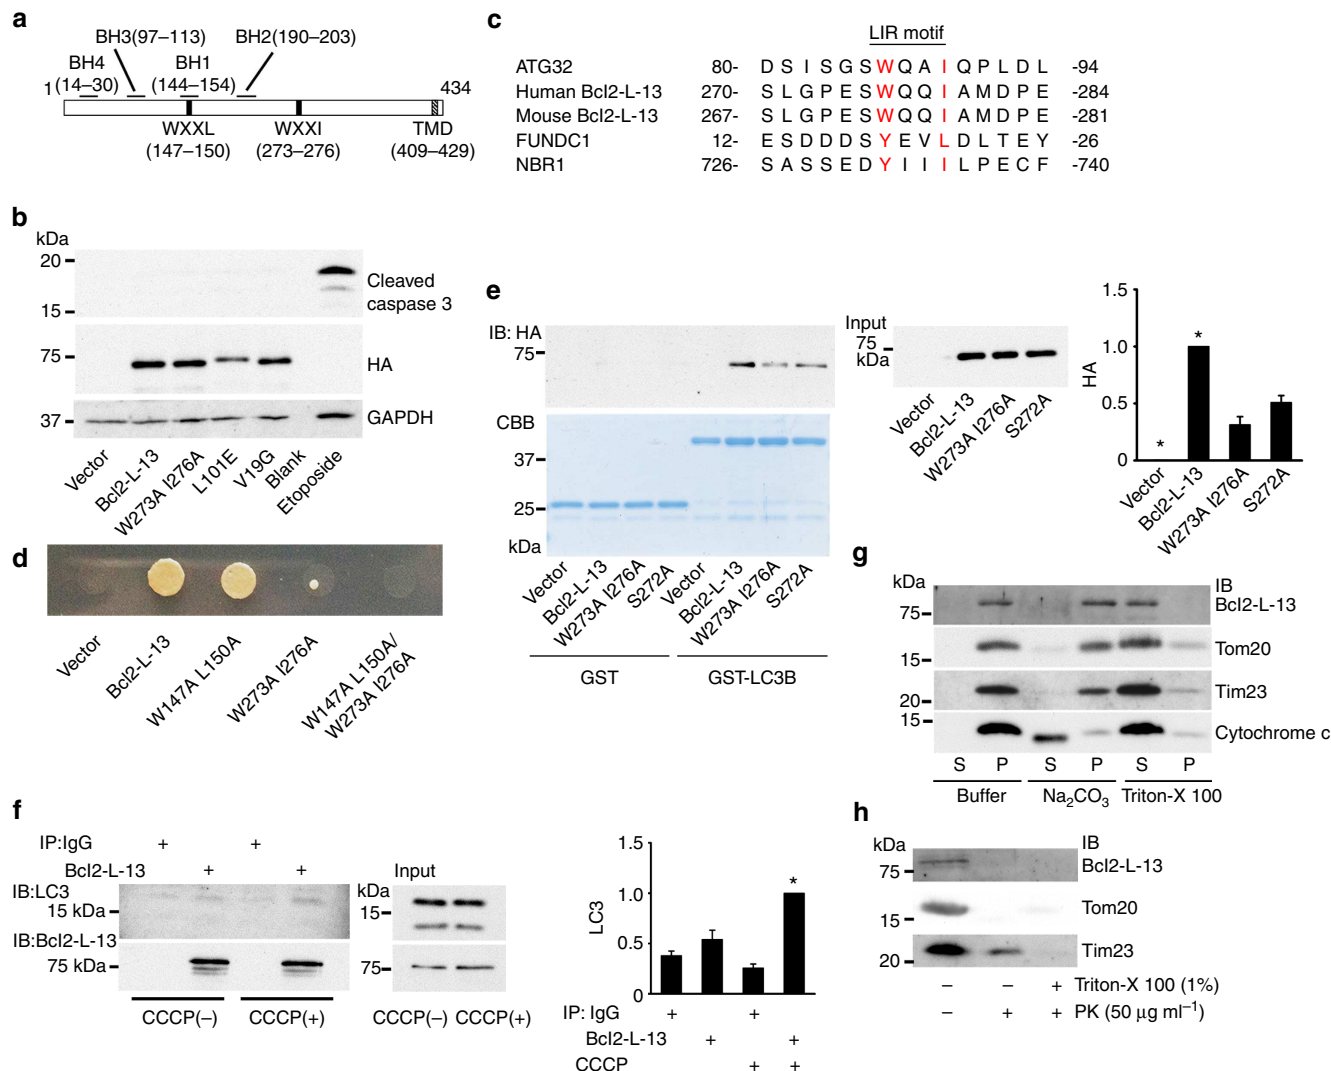 a
BH3(97–113)
BH2(190–203)
BH4
(14–30)
BH1
(144–154)
1
434
WXXL
(147–150)
WXXI
(273–276)
TMD
(409–429)
c
LIR motif
ATG32 80- D S I S G S W Q A I Q P L D L -94
Human Bcl2-L-13 270- S L G P E S W Q Q I A M D P E -284
Mouse Bcl2-L-13 267- S L G P E S W Q Q I A M D P E -281
FUNDC1 12- E S D D D S Y E V L D L T E Y -26
NBR1 726- S A S S E D Y I I I L P E C F -740
b
kDa
20
15
Cleaved
caspase 3
75
HA
37
GAPDH
Vector
Bcl2-L-13
W273A I276A
L101E
V19G
Blank
Etoposide
d
Vector
Bcl2-L-13
W147A L150A
W273A I276A
W147A L150A/
W273A I276A
e
IB: HA
75
CBB
37
25
kDa
Vector
Bcl2-L-13
W273A I276A
S272A
Vector
Bcl2-L-13
W273A I276A
S272A
GST
GST-LC3B
Input
75
kDa
Vector
Bcl2-L-13
W273A I276A
S272A
HA
1.5
1.0
0.5
0
*
*
Vector
Bcl2-L-13
W273A I276A
S272A
g
kDa
IB
75
Bcl2-L-13
15
Tom20
20
Tim23
15
Cytochrome c
S P S P S P
Buffer Na₂CO₃ Triton-X 100
f
IP:IgG + +
Bcl2-L-13 + +
IB:LC3
15 kDa
IB:Bcl2-L-13
75 kDa
CCCP(–) CCCP(+)
Input
kDa
15
75
CCCP(–) CCCP(+)
LC3
1.5
1.0
0.5
0
*
IP: IgG + +
Bcl2-L-13 + +
CCCP + +
h
kDa
IB
75
Bcl2-L-13
15
Tom20
20
Tim23
– – + Triton-X 100 (1%)
– + + PK (50 μg ml⁻¹)